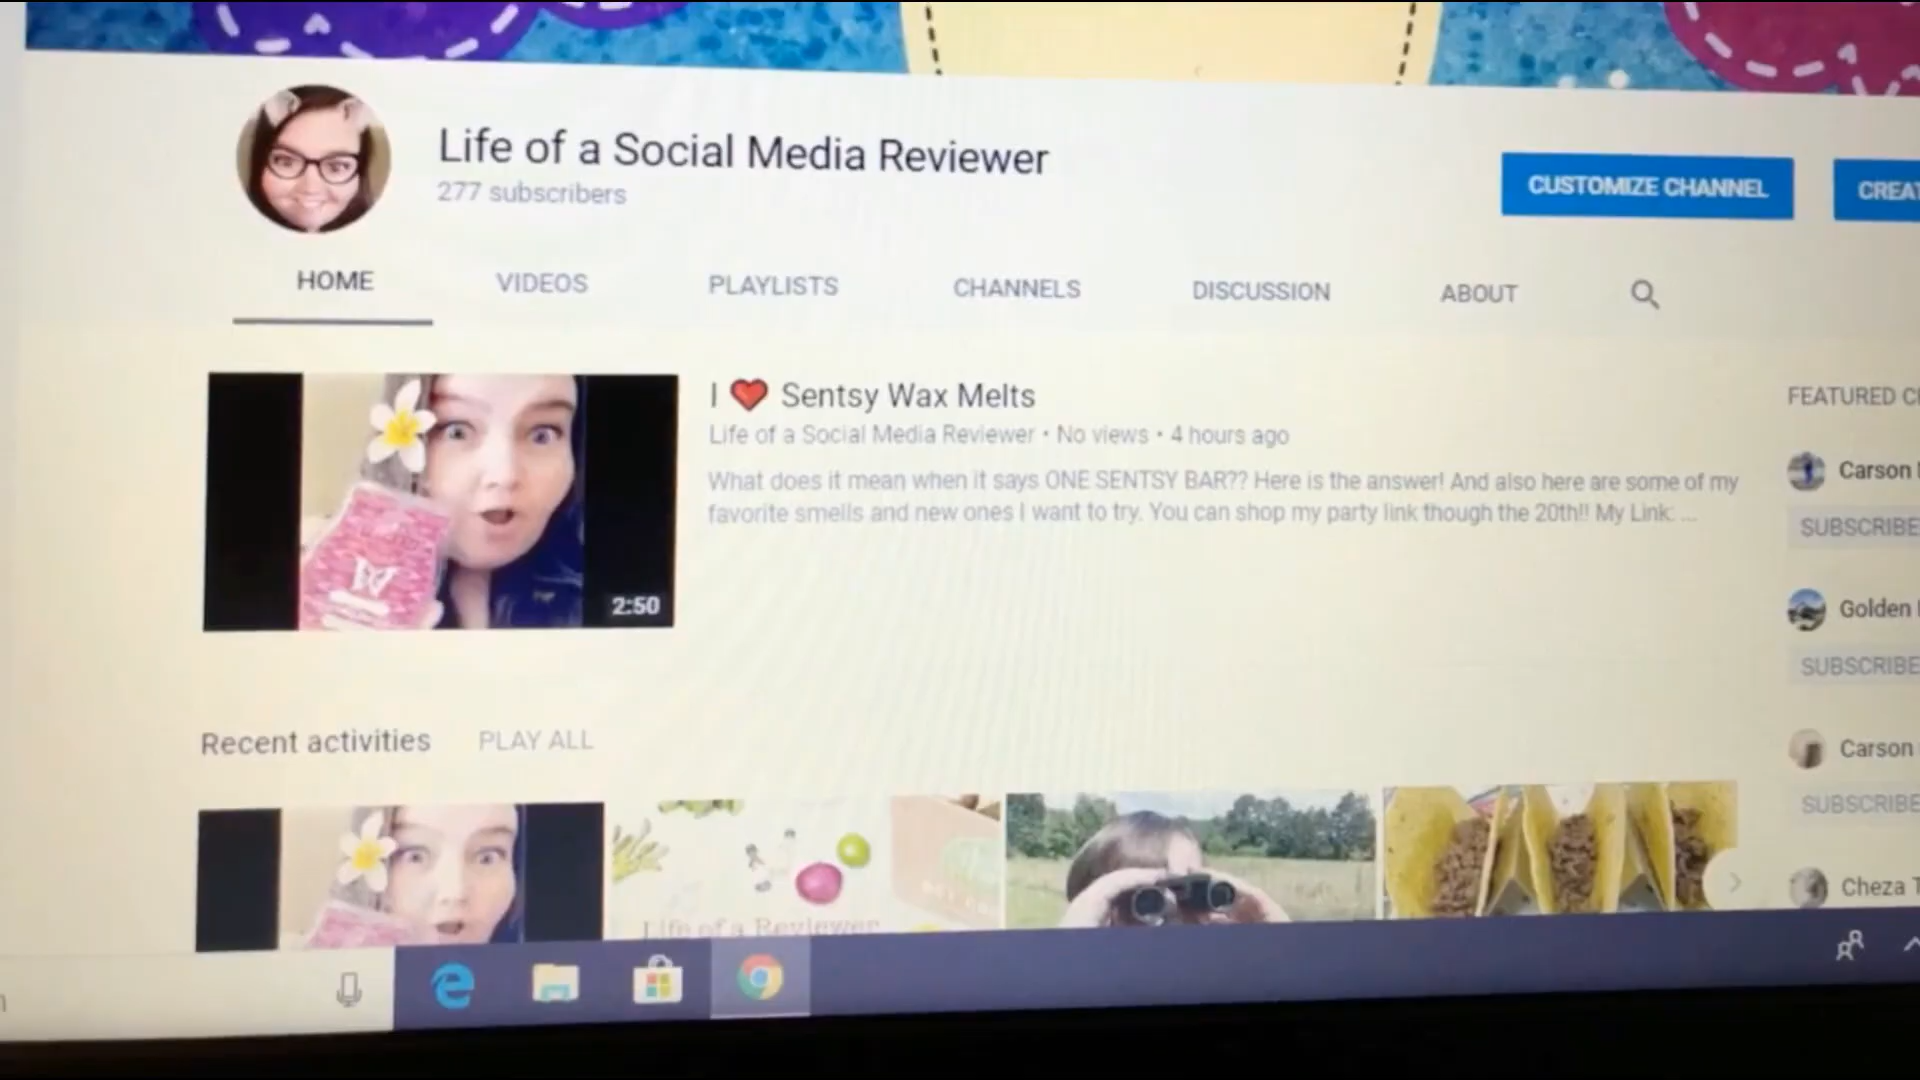 Life of a Social Media Reviewer
277 subscribers
CUSTOMIZE CHANNEL
HOME
VIDEOS
PLAYLISTS
CHANNELS
DISCUSSION
ABOUT
I ❤ Sentsy Wax Melts
Life of a Social Media Reviewer • No views • 4 hours ago
What does it mean when it says ONE SENTSY BAR?? Here is the answer! And also here are some of my
favorite smells and new ones I want to try. You can shop my party link though the 20th!! My Link: ...
2:50
FEATURED
Carson
SUBSCRIBE
Golden
SUBSCRIBE
Carson
SUBSCRIBE
Cheza
Recent activities
PLAY ALL
Life of a Reviewer